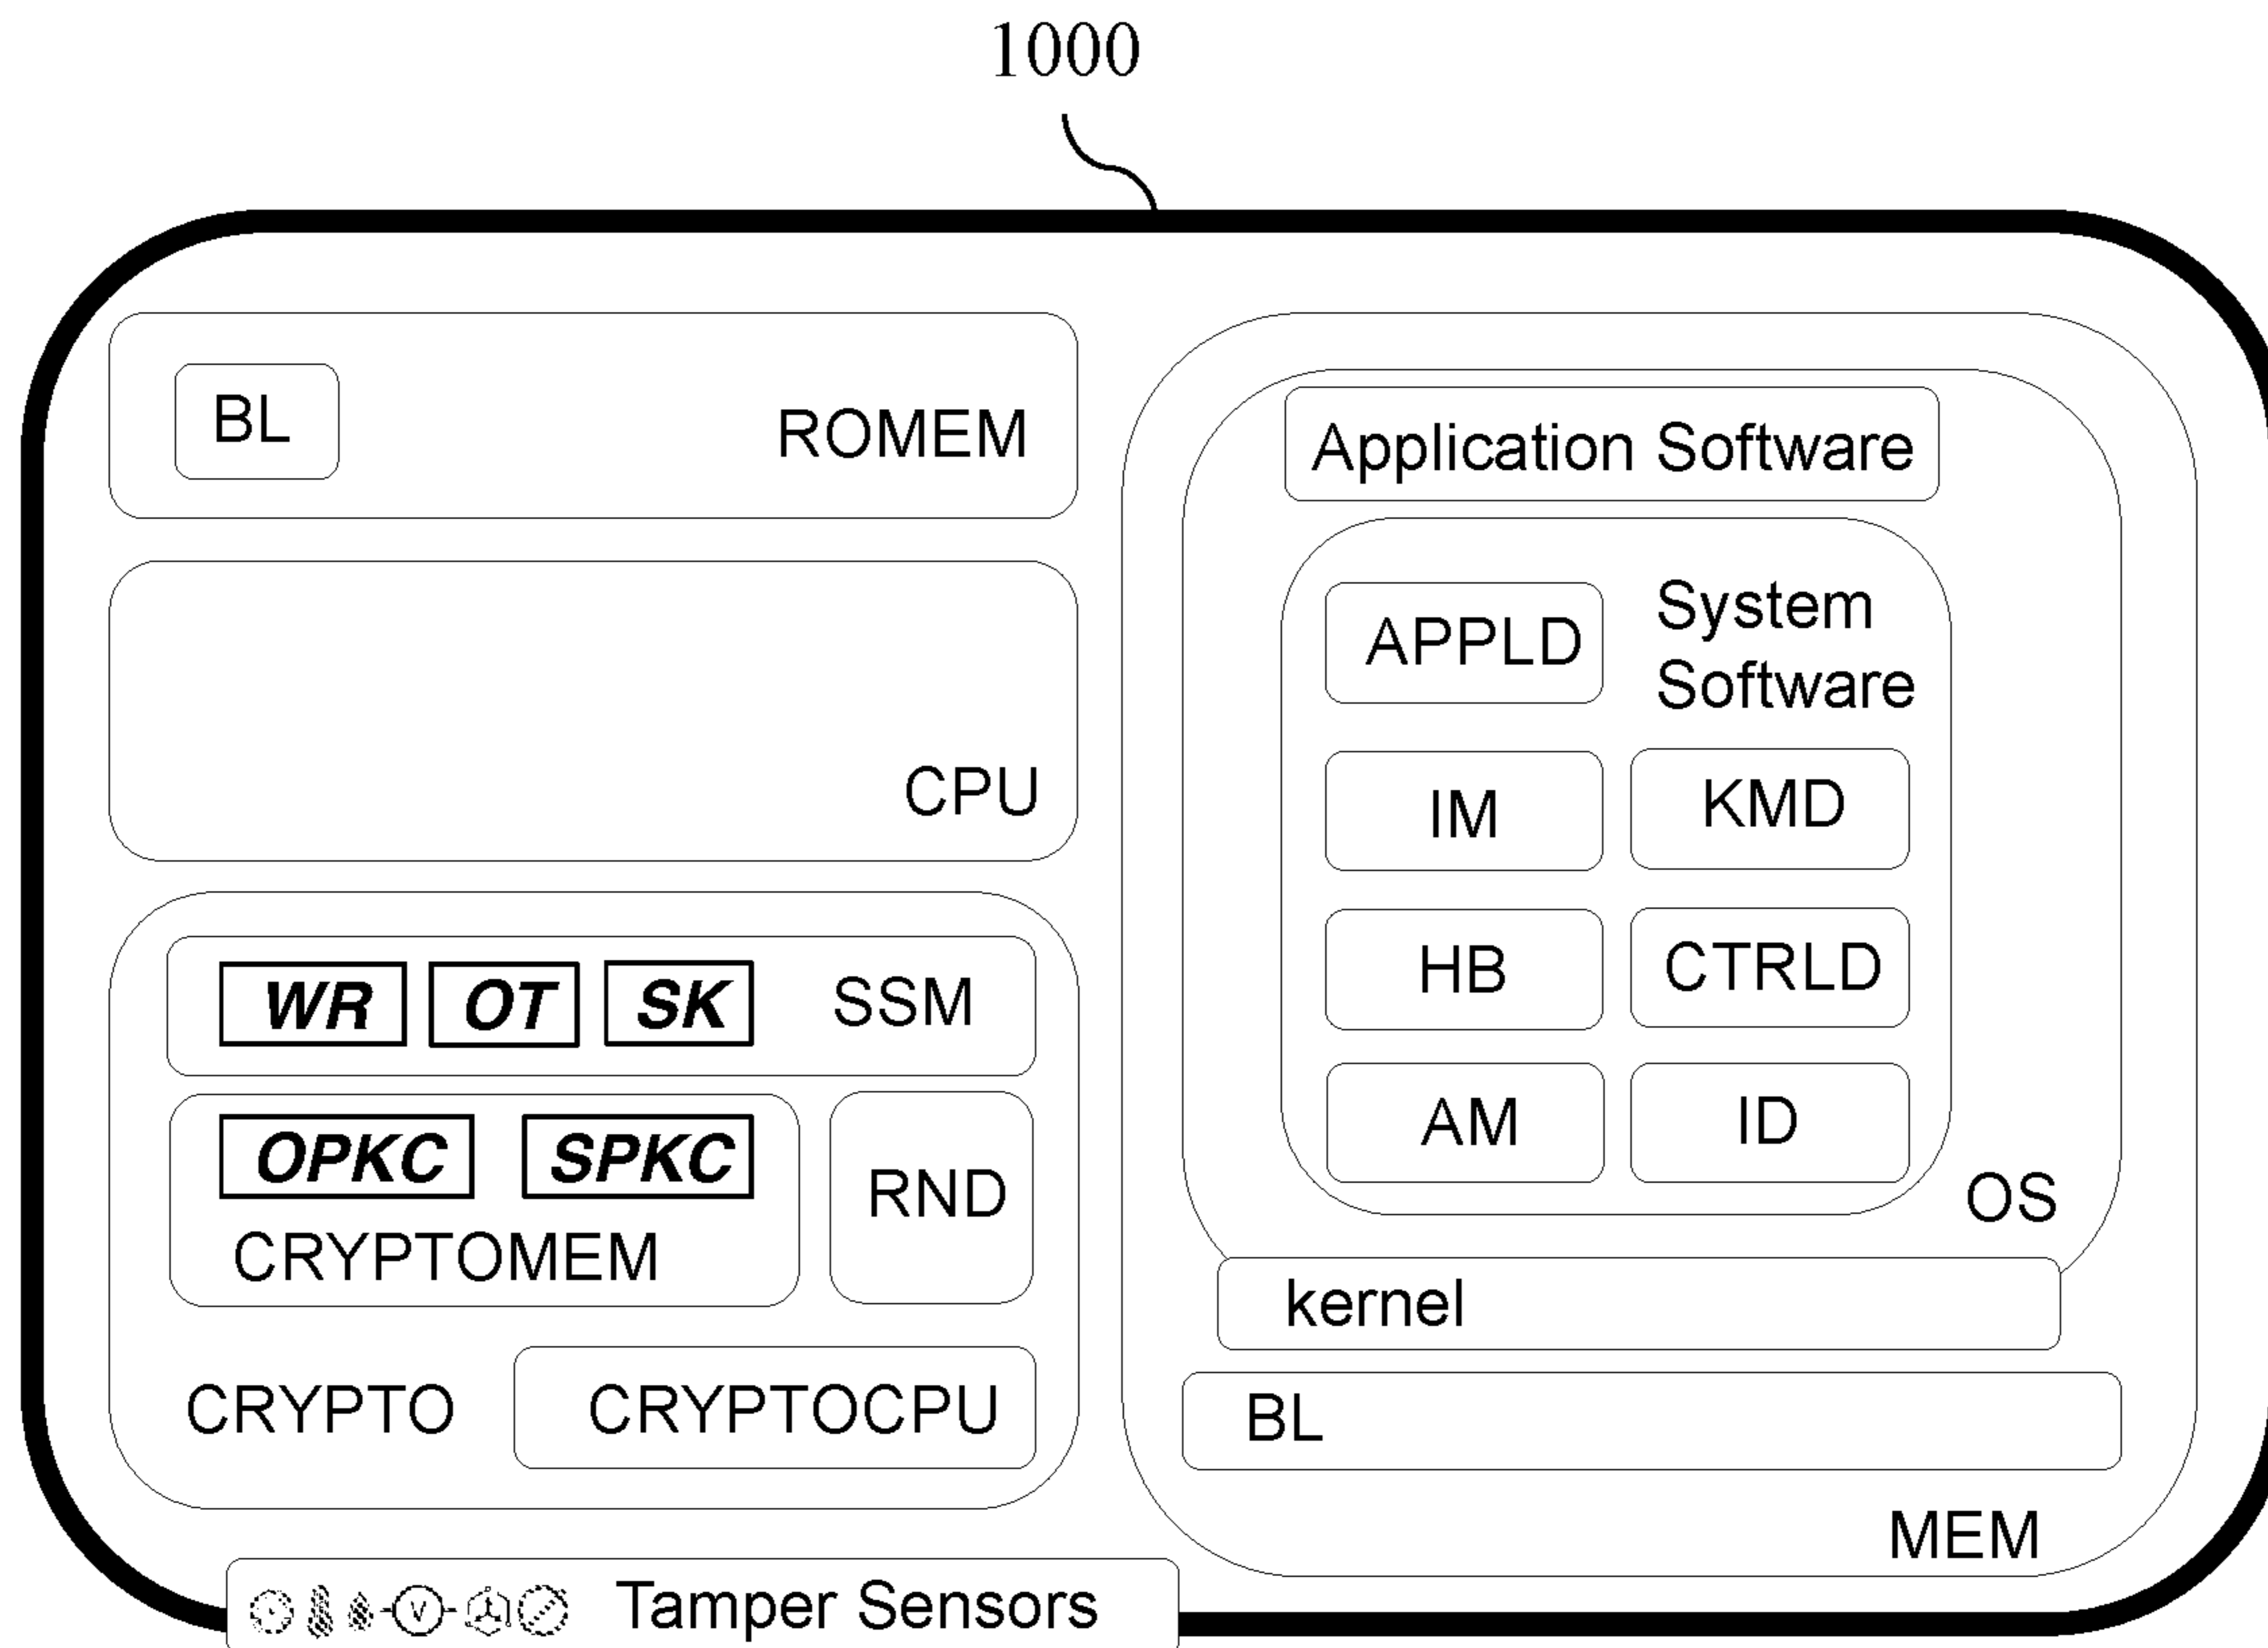 1000
BL
ROMEM
CPU
WR OT SK SSM
OPKC SPKC
CRYPTOMEM
RND
CRYPTO
CRYPTOCPU
V
Tamper Sensors
Application Software
System
Software
APPLD
IM
KMD
HB
CTRLD
AM
ID
OS
kernel
BL
MEM